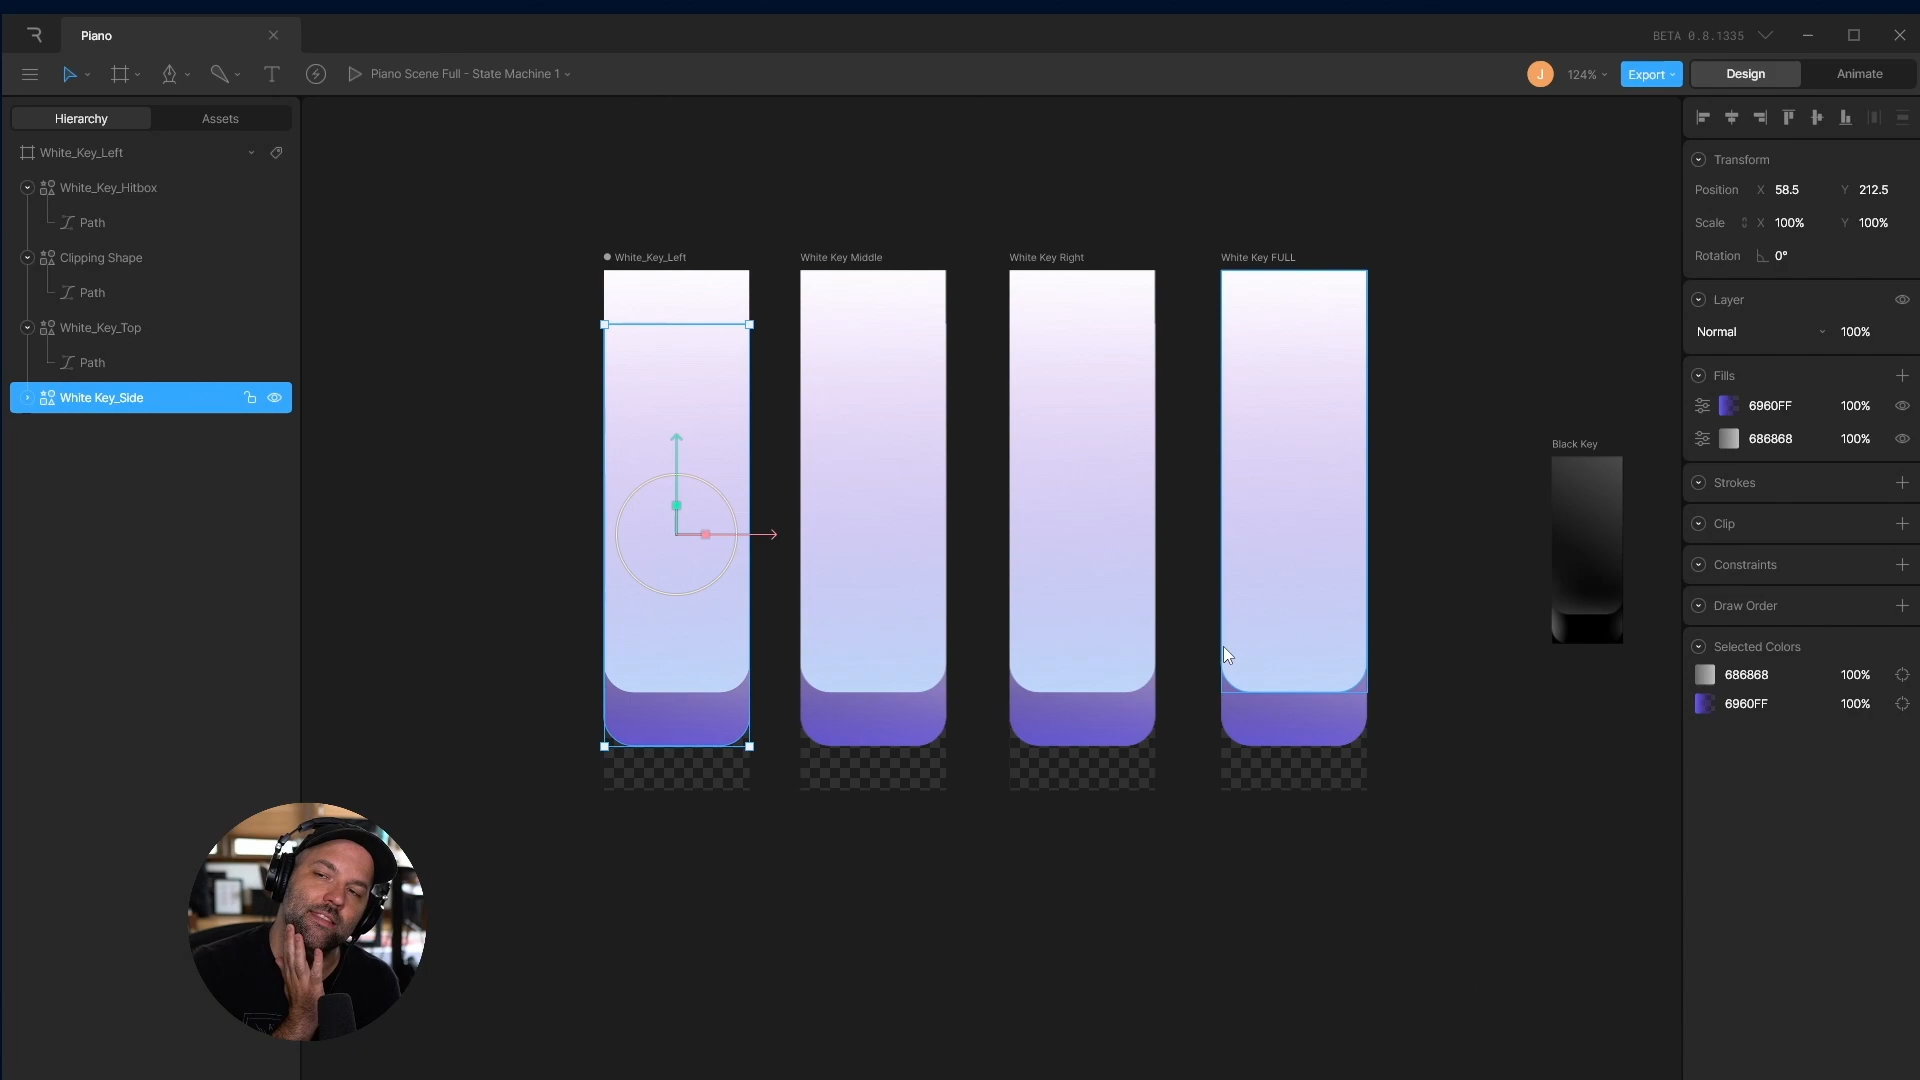 Piano
BETA 0.8.1335
Piano Scene Full - State Machine 1
J
124%
Export
Design
Animate
Hierarchy
Assets
White_Key_Left
White_Key_Hitbox
Path
Clipping Shape
Path
White_Key_Top
Path
White Key_Side
White_Key_Left
White Key Middle
White Key Right
White Key FULL
Black Key
Transform
Position X 58.5 Y 212.5
Scale X 100% Y 100%
Rotation 0°
Layer
Normal 100%
Fills
6960FF 100%
686868 100%
Strokes
Clip
Constraints
Draw Order
Selected Colors
686868 100%
6960FF 100%